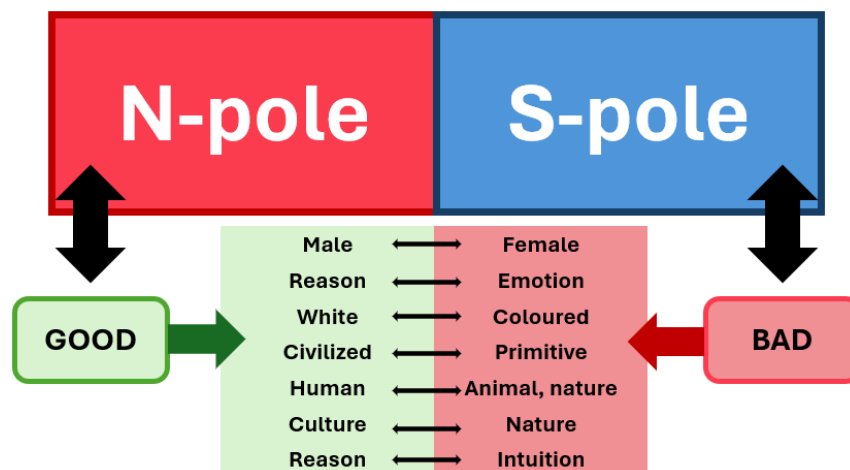 N-pole S-pole
Male Female
Reason Emotion
White Coloured
GOOD Civilized Primitive BAD
Human Animal, nature
Culture Nature
Reason Intuition